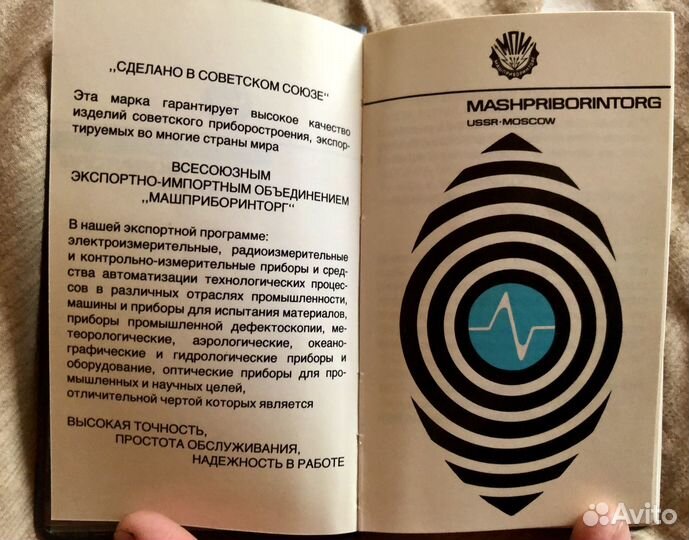 „СДЕЛАНО В СОВЕТСКОМ СОЮЗЕ"
Эта марка гарантирует высокое качество
изделий советского приборостроения, экспор-
тируемых во многие страны мира
ВСЕСОЮЗНЫМ
ЭКСПОРТНО-ИМПОРТНЫМ ОБЪЕДИНЕНИЕМ
„МАШПРИБОРИНТОРГ"
В нашей экспортной программе:
электроизмерительные, радиоизмерительные
и контрольно-измерительные приборы и сред-
ства автоматизации технологических процес-
сов в различных отраслях промышленности,
машины и приборы для испытания материалов,
приборы промышленной дефектоскопии, ме-
теорологические, аэрологические, океано-
графические и гидрологические приборы и
оборудование, оптические приборы для про-
мышленных и научных целей,
отличительной чертой которых является
ВЫСОКАЯ ТОЧНОСТЬ,
ПРОСТОТА ОБСЛУЖИВАНИЯ,
НАДЕЖНОСТЬ В РАБОТЕ
МПИ
МАШПРИБОРИНТОРГ
MASHPRIBORINTORG
USSR·MOSCOW
Avito